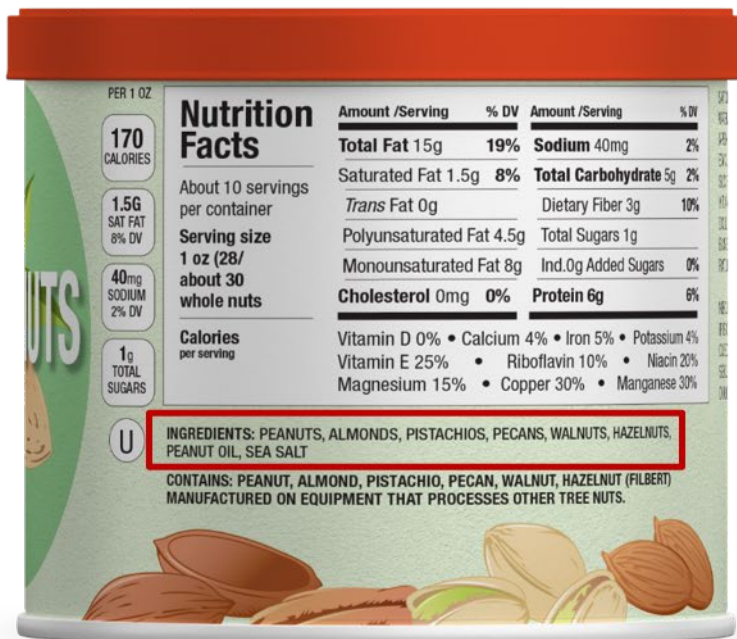 PER 1 OZ
170
CALORIES
1.5G
SAT FAT
8% DV
40mg
SODIUM
2% DV
1g
TOTAL
SUGARS
U
UTS
Nutrition
Facts
About 10 servings
per container
Serving size
1 oz (28/
about 30
whole nuts
Calories
per serving
Amount /Serving % DV
Total Fat 15g 19%
Saturated Fat 1.5g 8%
Trans Fat 0g
Polyunsaturated Fat 4.5g
Monounsaturated Fat 8g
Cholesterol 0mg 0%
Amount /Serving % DV
Sodium 40mg 2%
Total Carbohydrate 5g 2%
Dietary Fiber 3g 10%
Total Sugars 1g
Ind.0g Added Sugars 0%
Protein 6g 6%
Vitamin D 0% • Calcium 4% • Iron 5% • Potassium 4%
Vitamin E 25% • Riboflavin 10% • Niacin 20%
Magnesium 15% • Copper 30% • Manganese 30%
INGREDIENTS: PEANUTS, ALMONDS, PISTACHIOS, PECANS, WALNUTS, HAZELNUTS,
PEANUT OIL, SEA SALT
CONTAINS: PEANUT, ALMOND, PISTACHIO, PECAN, WALNUT, HAZELNUT (FILBERT)
MANUFACTURED ON EQUIPMENT THAT PROCESSES OTHER TREE NUTS.